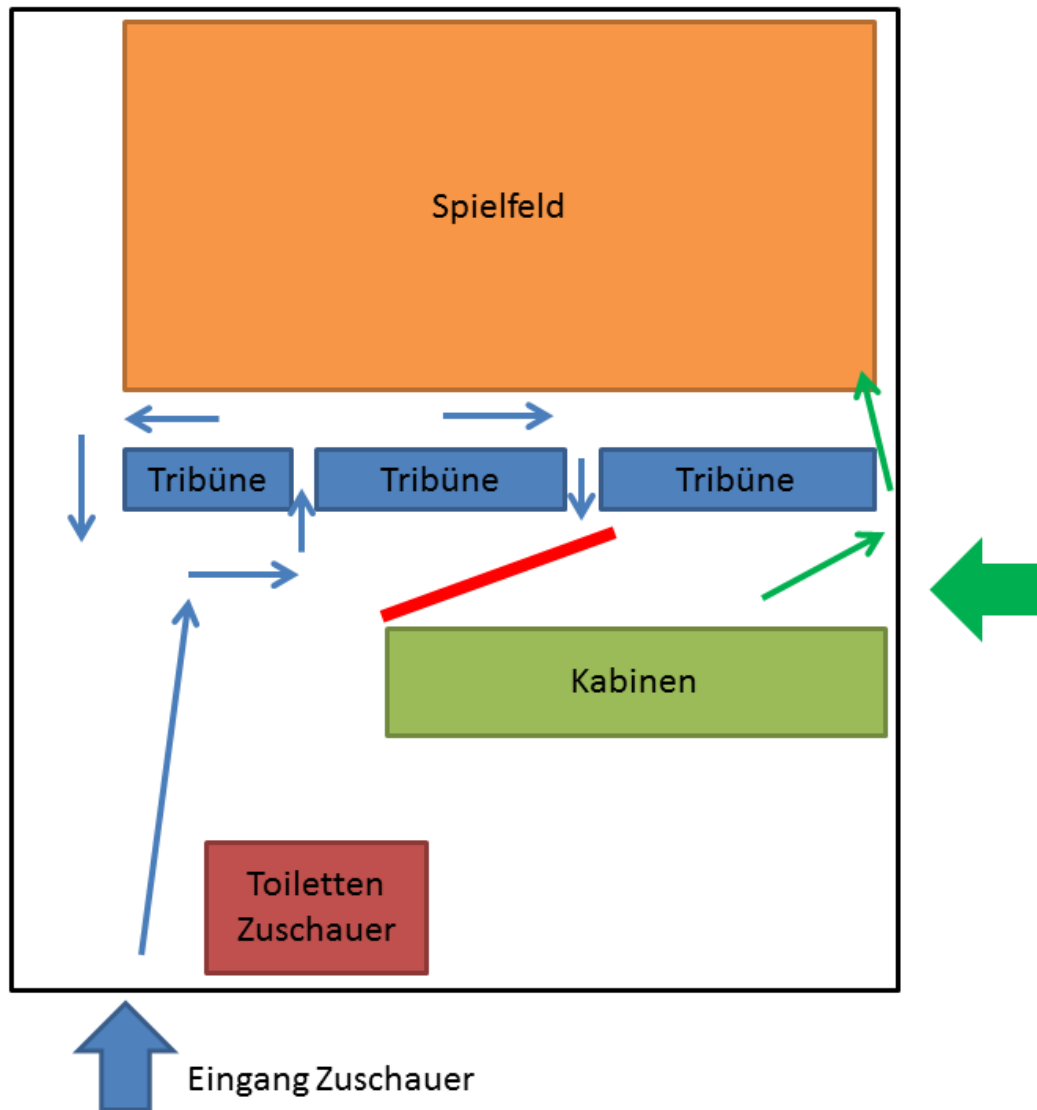 Spielfeld
Tribüne
Tribüne
Tribüne
Kabinen
Toiletten
Zuschauer
Eingang Zuschauer